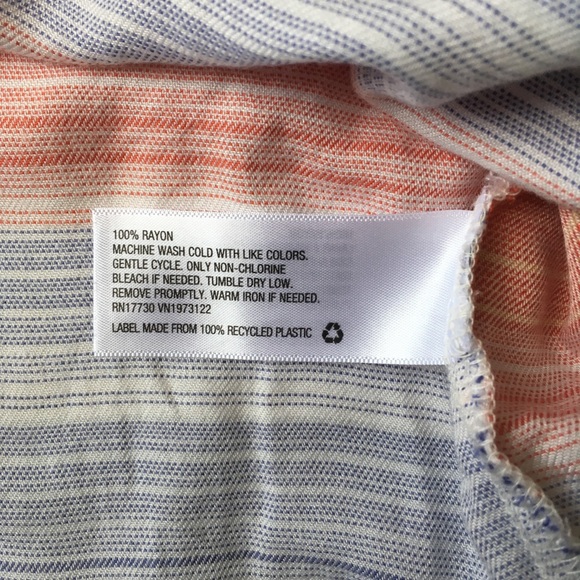 100% RAYON
MACHINE WASH COLD WITH LIKE COLORS.
GENTLE CYCLE. ONLY NON-CHLORINE
BLEACH IF NEEDED. TUMBLE DRY LOW.
REMOVE PROMPTLY. WARM IRON IF NEEDED.
RN17730 VN1973122
LABEL MADE FROM 100% RECYCLED PLASTIC